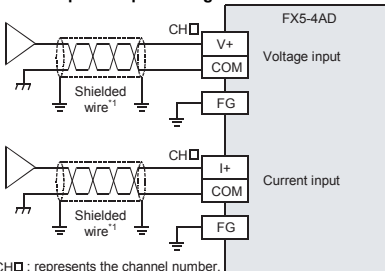 FX5-4AD
CH□
V+
Voltage input
COM
Shielded
wire*1
FG
CH□
I+
Current input
COM
Shielded
wire*1
FG
CH□ : represents the channel number.